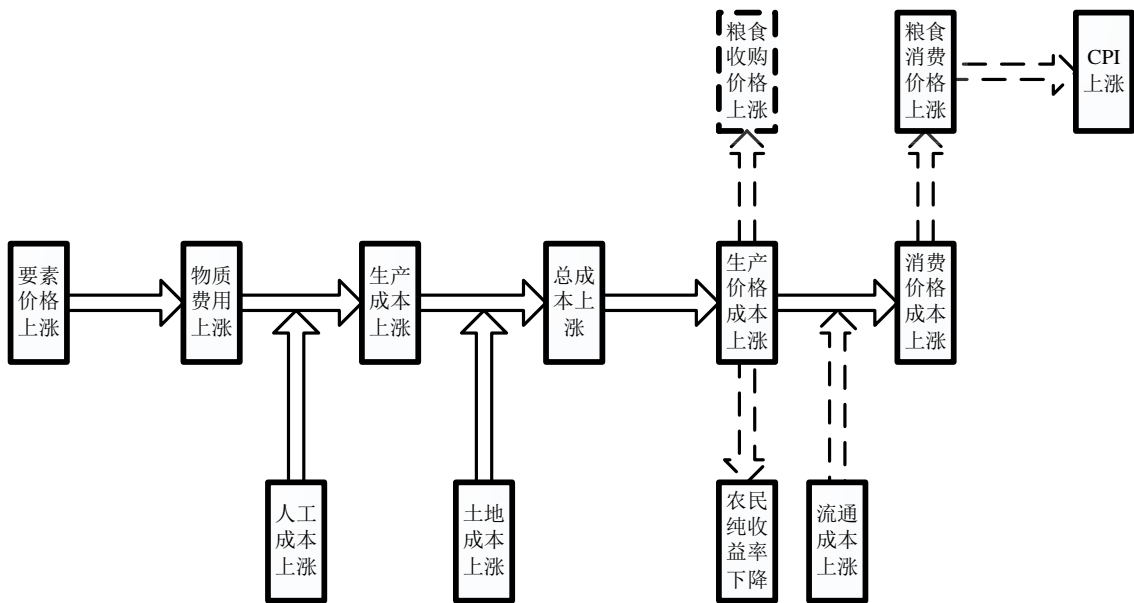 粮食
收购
价格
上涨
粮食
消费
价格
上涨
CPI
上涨
要素
价格
上涨
物质
费用
上涨
生产
成本
上涨
总成
本上
涨
生产
价格
成本
上涨
消费
价格
成本
上涨
人工
成本
上涨
土地
成本
上涨
农民
纯收
益率
下降
流通
成本
上涨